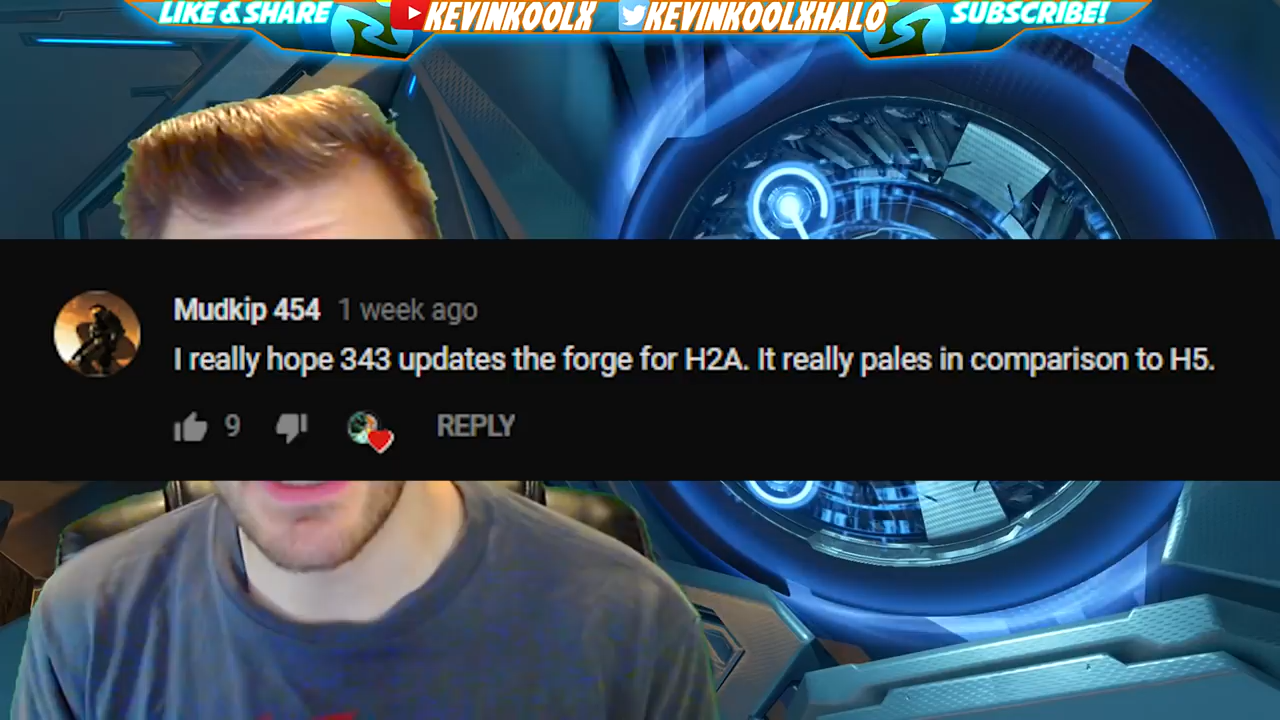 LIKE & SHARE KEVINKOOLX KEVINKOOLXHALO SUBSCRIBE!
Mudkip 454 1 week ago
I really hope 343 updates the forge for H2A. It really pales in comparison to H5.
9 REPLY